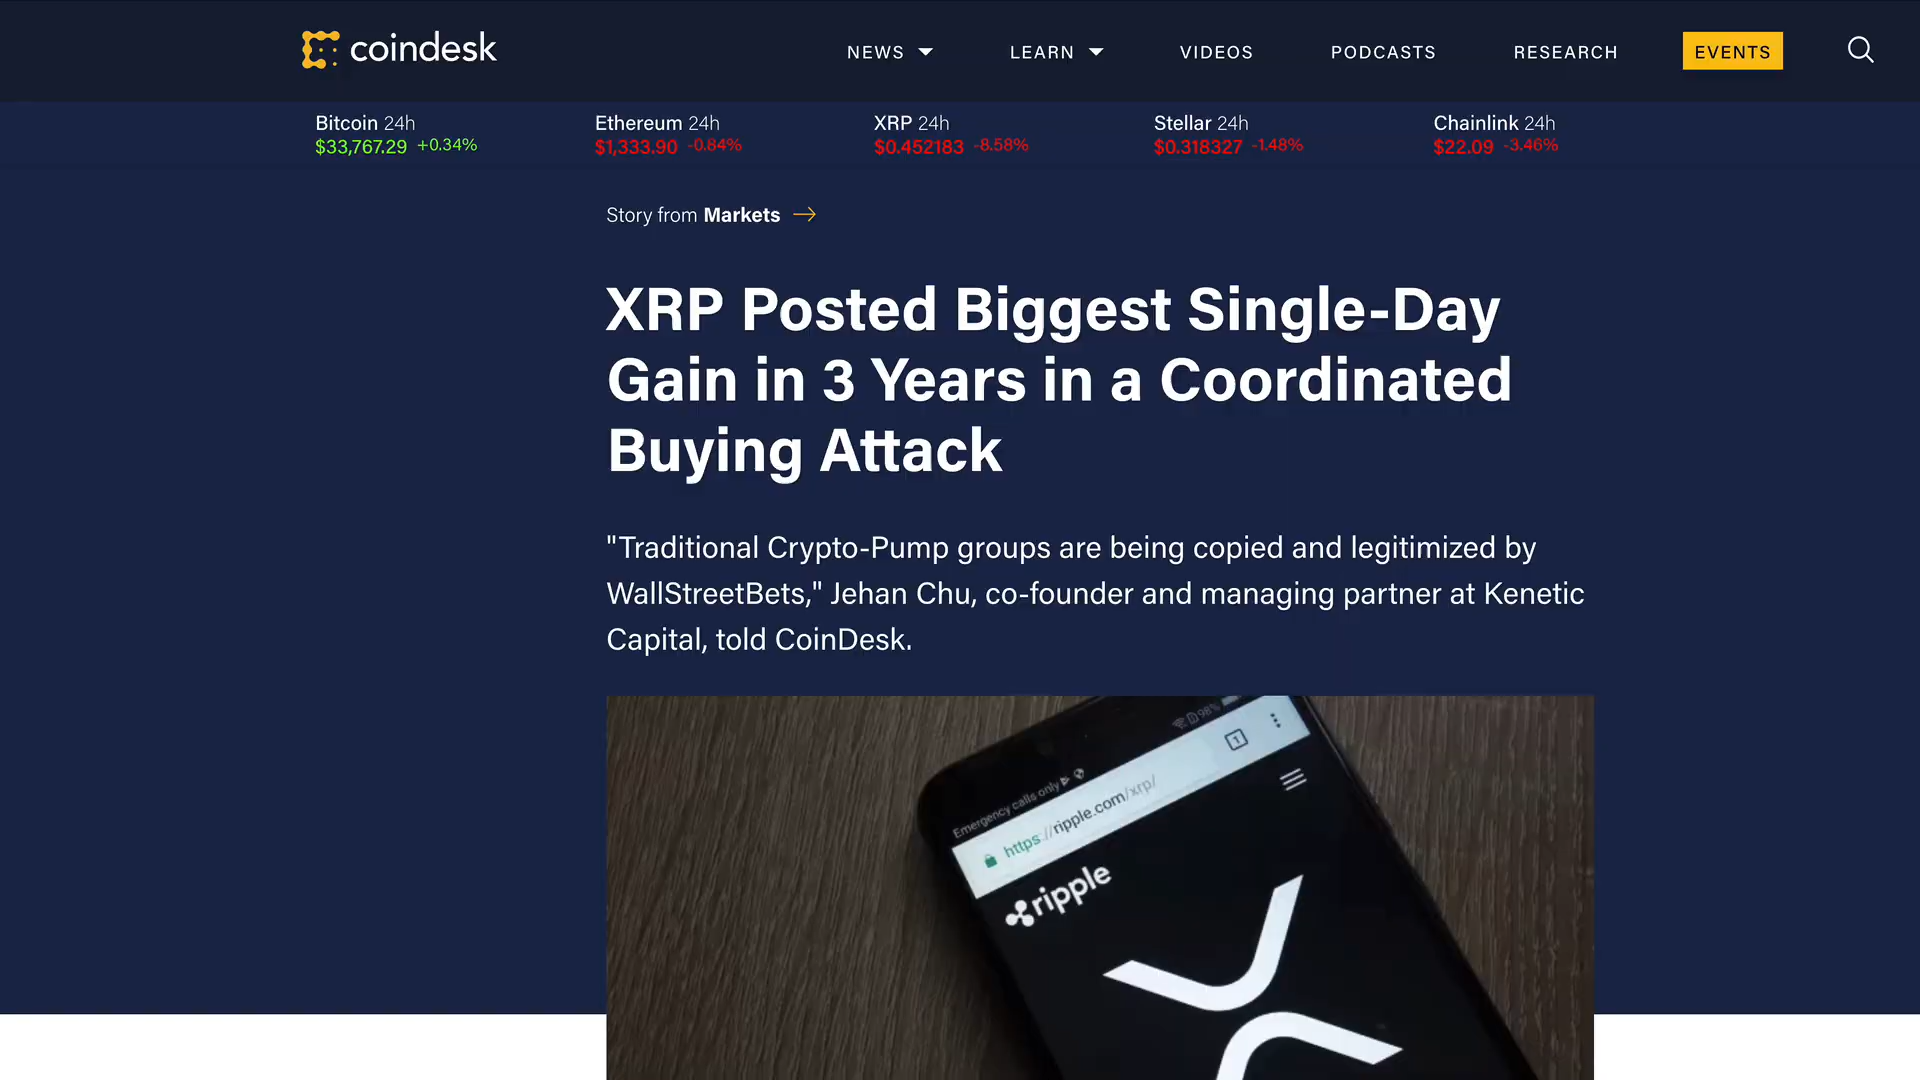 coindesk
NEWS LEARN VIDEOS PODCASTS RESEARCH EVENTS
Bitcoin 24h Ethereum 24h XRP 24h Stellar 24h Chainlink 24h
$33,767.29 +0.34% $1,333.90 -0.84% $0.452183 -8.58% $0.318327 -1.48% $22.09 -3.46%
Story from Markets
XRP Posted Biggest Single-Day
Gain in 3 Years in a Coordinated
Buying Attack
"Traditional Crypto-Pump groups are being copied and legitimized by
WallStreetBets," Jehan Chu, co-founder and managing partner at Kenetic
Capital, told CoinDesk.
98%
Emergency calls only
1
https://ripple.com/xrp/
ripple